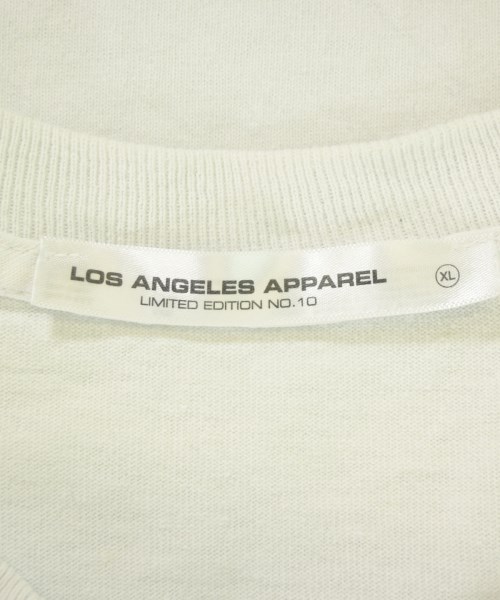 LOS ANGELES APPAREL
LIMITED EDITION NO.10
XL